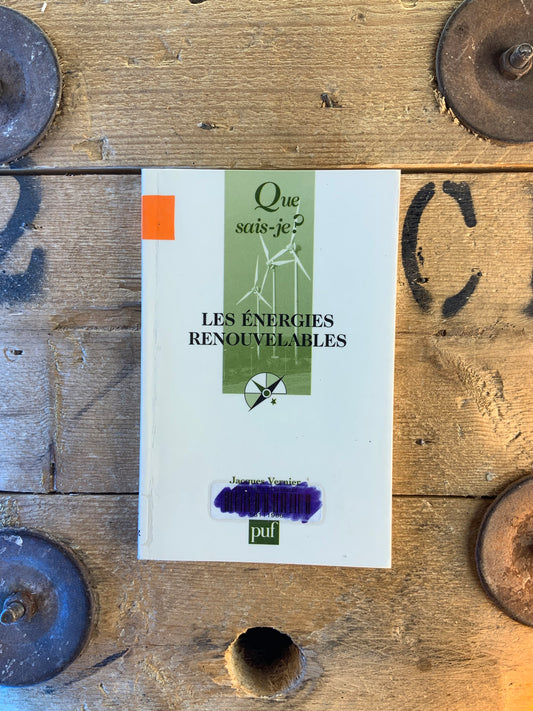 Que
sais-je?
LES ÉNERGIES
RENOUVELABLES
Jacques Vernier
puf
C